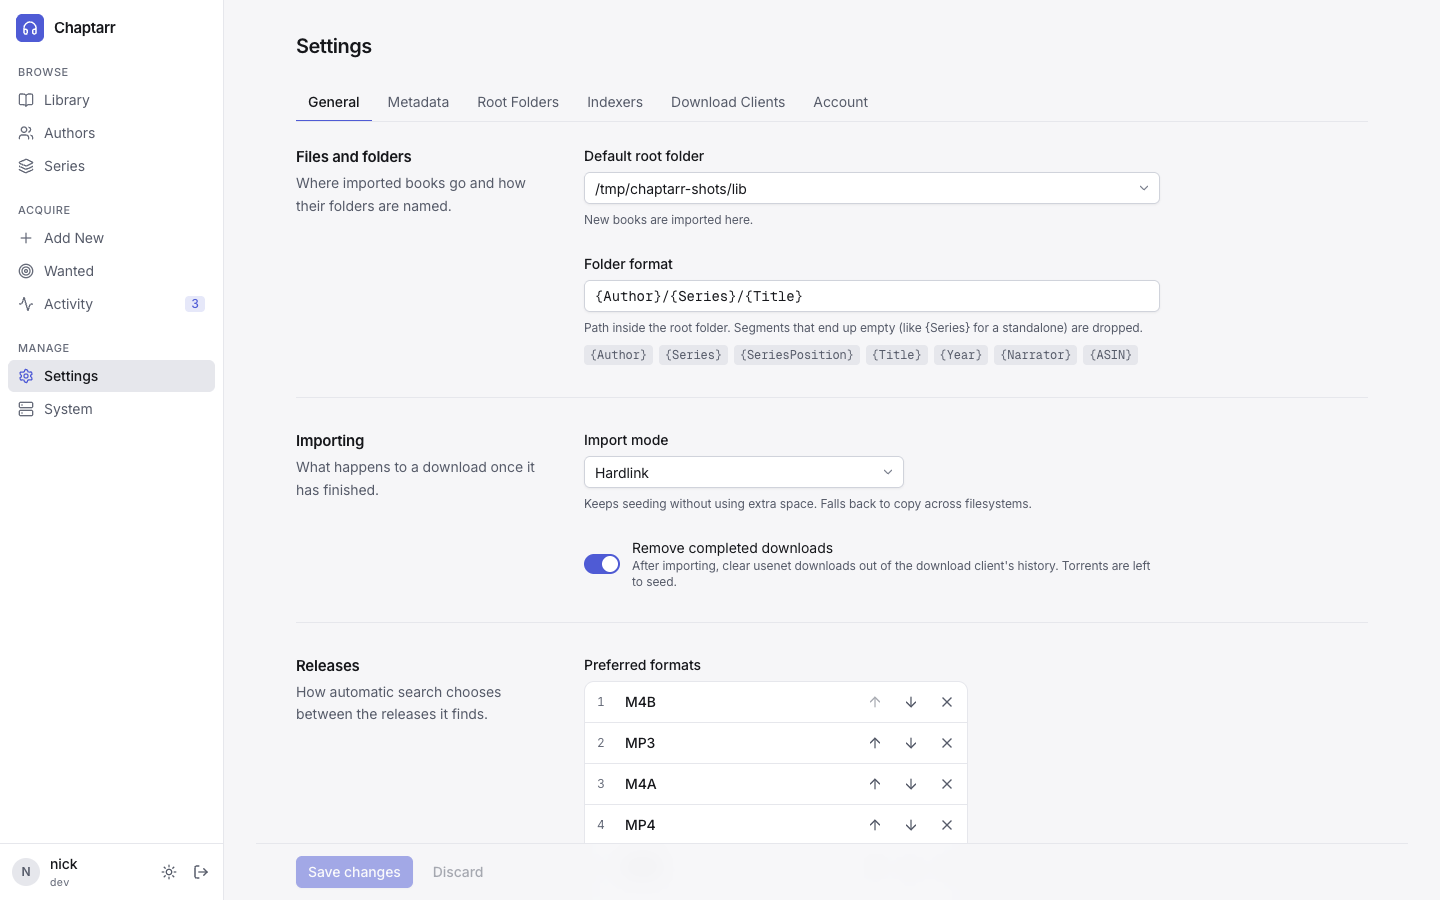 Chaptarr
BROWSE
Library
Authors
Series
ACQUIRE
Add New
Wanted
Activity 3
MANAGE
Settings
System
N
nick
dev
Settings
General Metadata Root Folders Indexers Download Clients Account
Files and folders
Where imported books go and how
their folders are named.
Default root folder
/tmp/chaptarr-shots/lib
New books are imported here.
Folder format
{Author}/{Series}/{Title}
Path inside the root folder. Segments that end up empty (like {Series} for a standalone) are dropped.
{Author} {Series} {SeriesPosition} {Title} {Year} {Narrator} {ASIN}
Importing
What happens to a download once it
has finished.
Import mode
Hardlink
Keeps seeding without using extra space. Falls back to copy across filesystems.
Remove completed downloads
After importing, clear usenet downloads out of the download client's history. Torrents are left
to seed.
Releases
How automatic search chooses
between the releases it finds.
Preferred formats
1 M4B
2 MP3
3 M4A
4 MP4
Save changes Discard